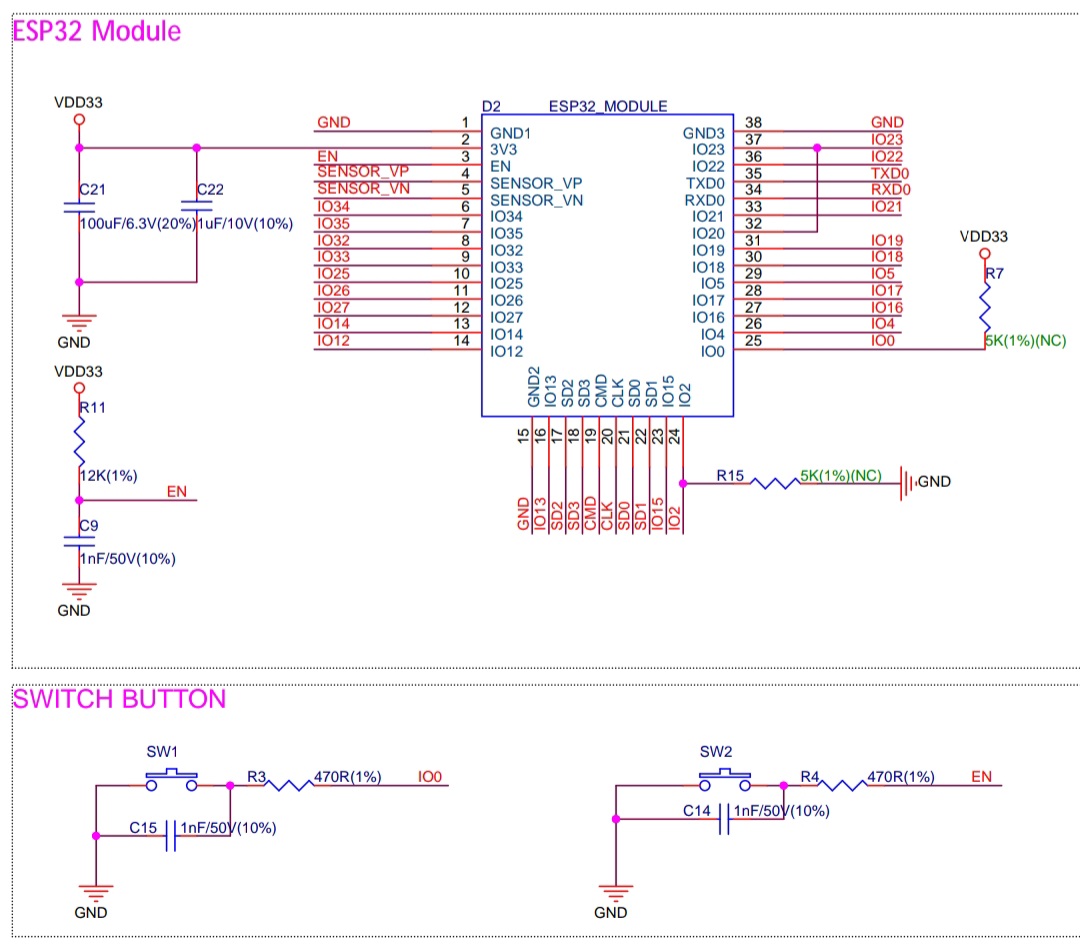 ESP32 Module
VDD33
C21
100uF/6.3V(20%)
C22
1uF/10V(10%)
GND
VDD33
R11
12K(1%)
EN
C9
1nF/50V(10%)
GND
D2 ESP32_MODULE
GND 1 GND1
2 3V3
EN 3 EN
SENSOR_VP 4 SENSOR_VP
SENSOR_VN 5 SENSOR_VN
IO34 6 IO34
IO35 7 IO35
IO32 8 IO32
IO33 9 IO33
IO25 10 IO25
IO26 11 IO26
IO27 12 IO27
IO14 13 IO14
IO12 14 IO12
GND3 38 GND
IO23 37 IO23
IO22 36 IO22
TXD0 35 TXD0
RXD0 34 RXD0
IO21 33 IO21
IO20 32
IO19 31 IO19
IO18 30 IO18
IO5 29 IO5
IO17 28 IO17
IO16 27 IO16
IO4 26 IO4
IO0 25 IO0
GND2 15 GND
IO13 16 IO13
SD2 17 SD2
SD3 18 SD3
CMD 19 CMD
CLK 20 CLK
SD0 21 SD0
SD1 22 SD1
IO15 23 IO15
IO2 24 IO2
VDD33
R7
5K(1%)(NC)
R15 5K(1%)(NC) GND
SWITCH BUTTON
SW1
R3 470R(1%) IO0
C15 1nF/50V(10%)
GND
SW2
R4 470R(1%) EN
C14 1nF/50V(10%)
GND